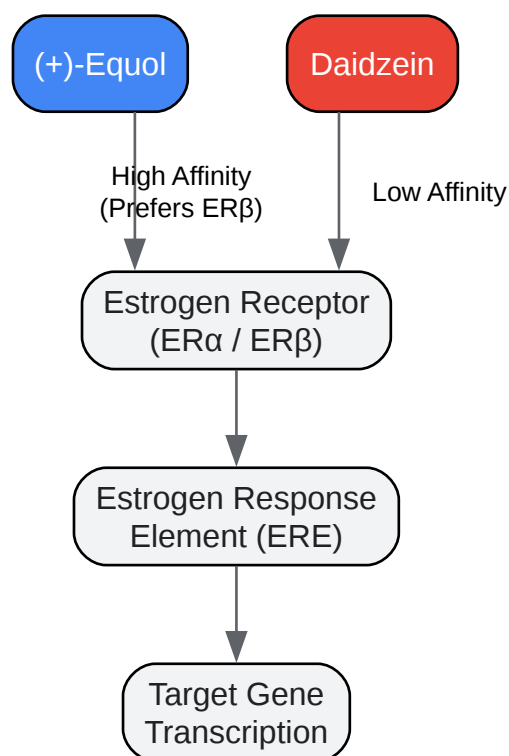 (+)-Equol
Daidzein
High Affinity
(Prefers ERβ)
Low Affinity
Estrogen Receptor
(ERα / ERβ)
Estrogen Response
Element (ERE)
Target Gene
Transcription